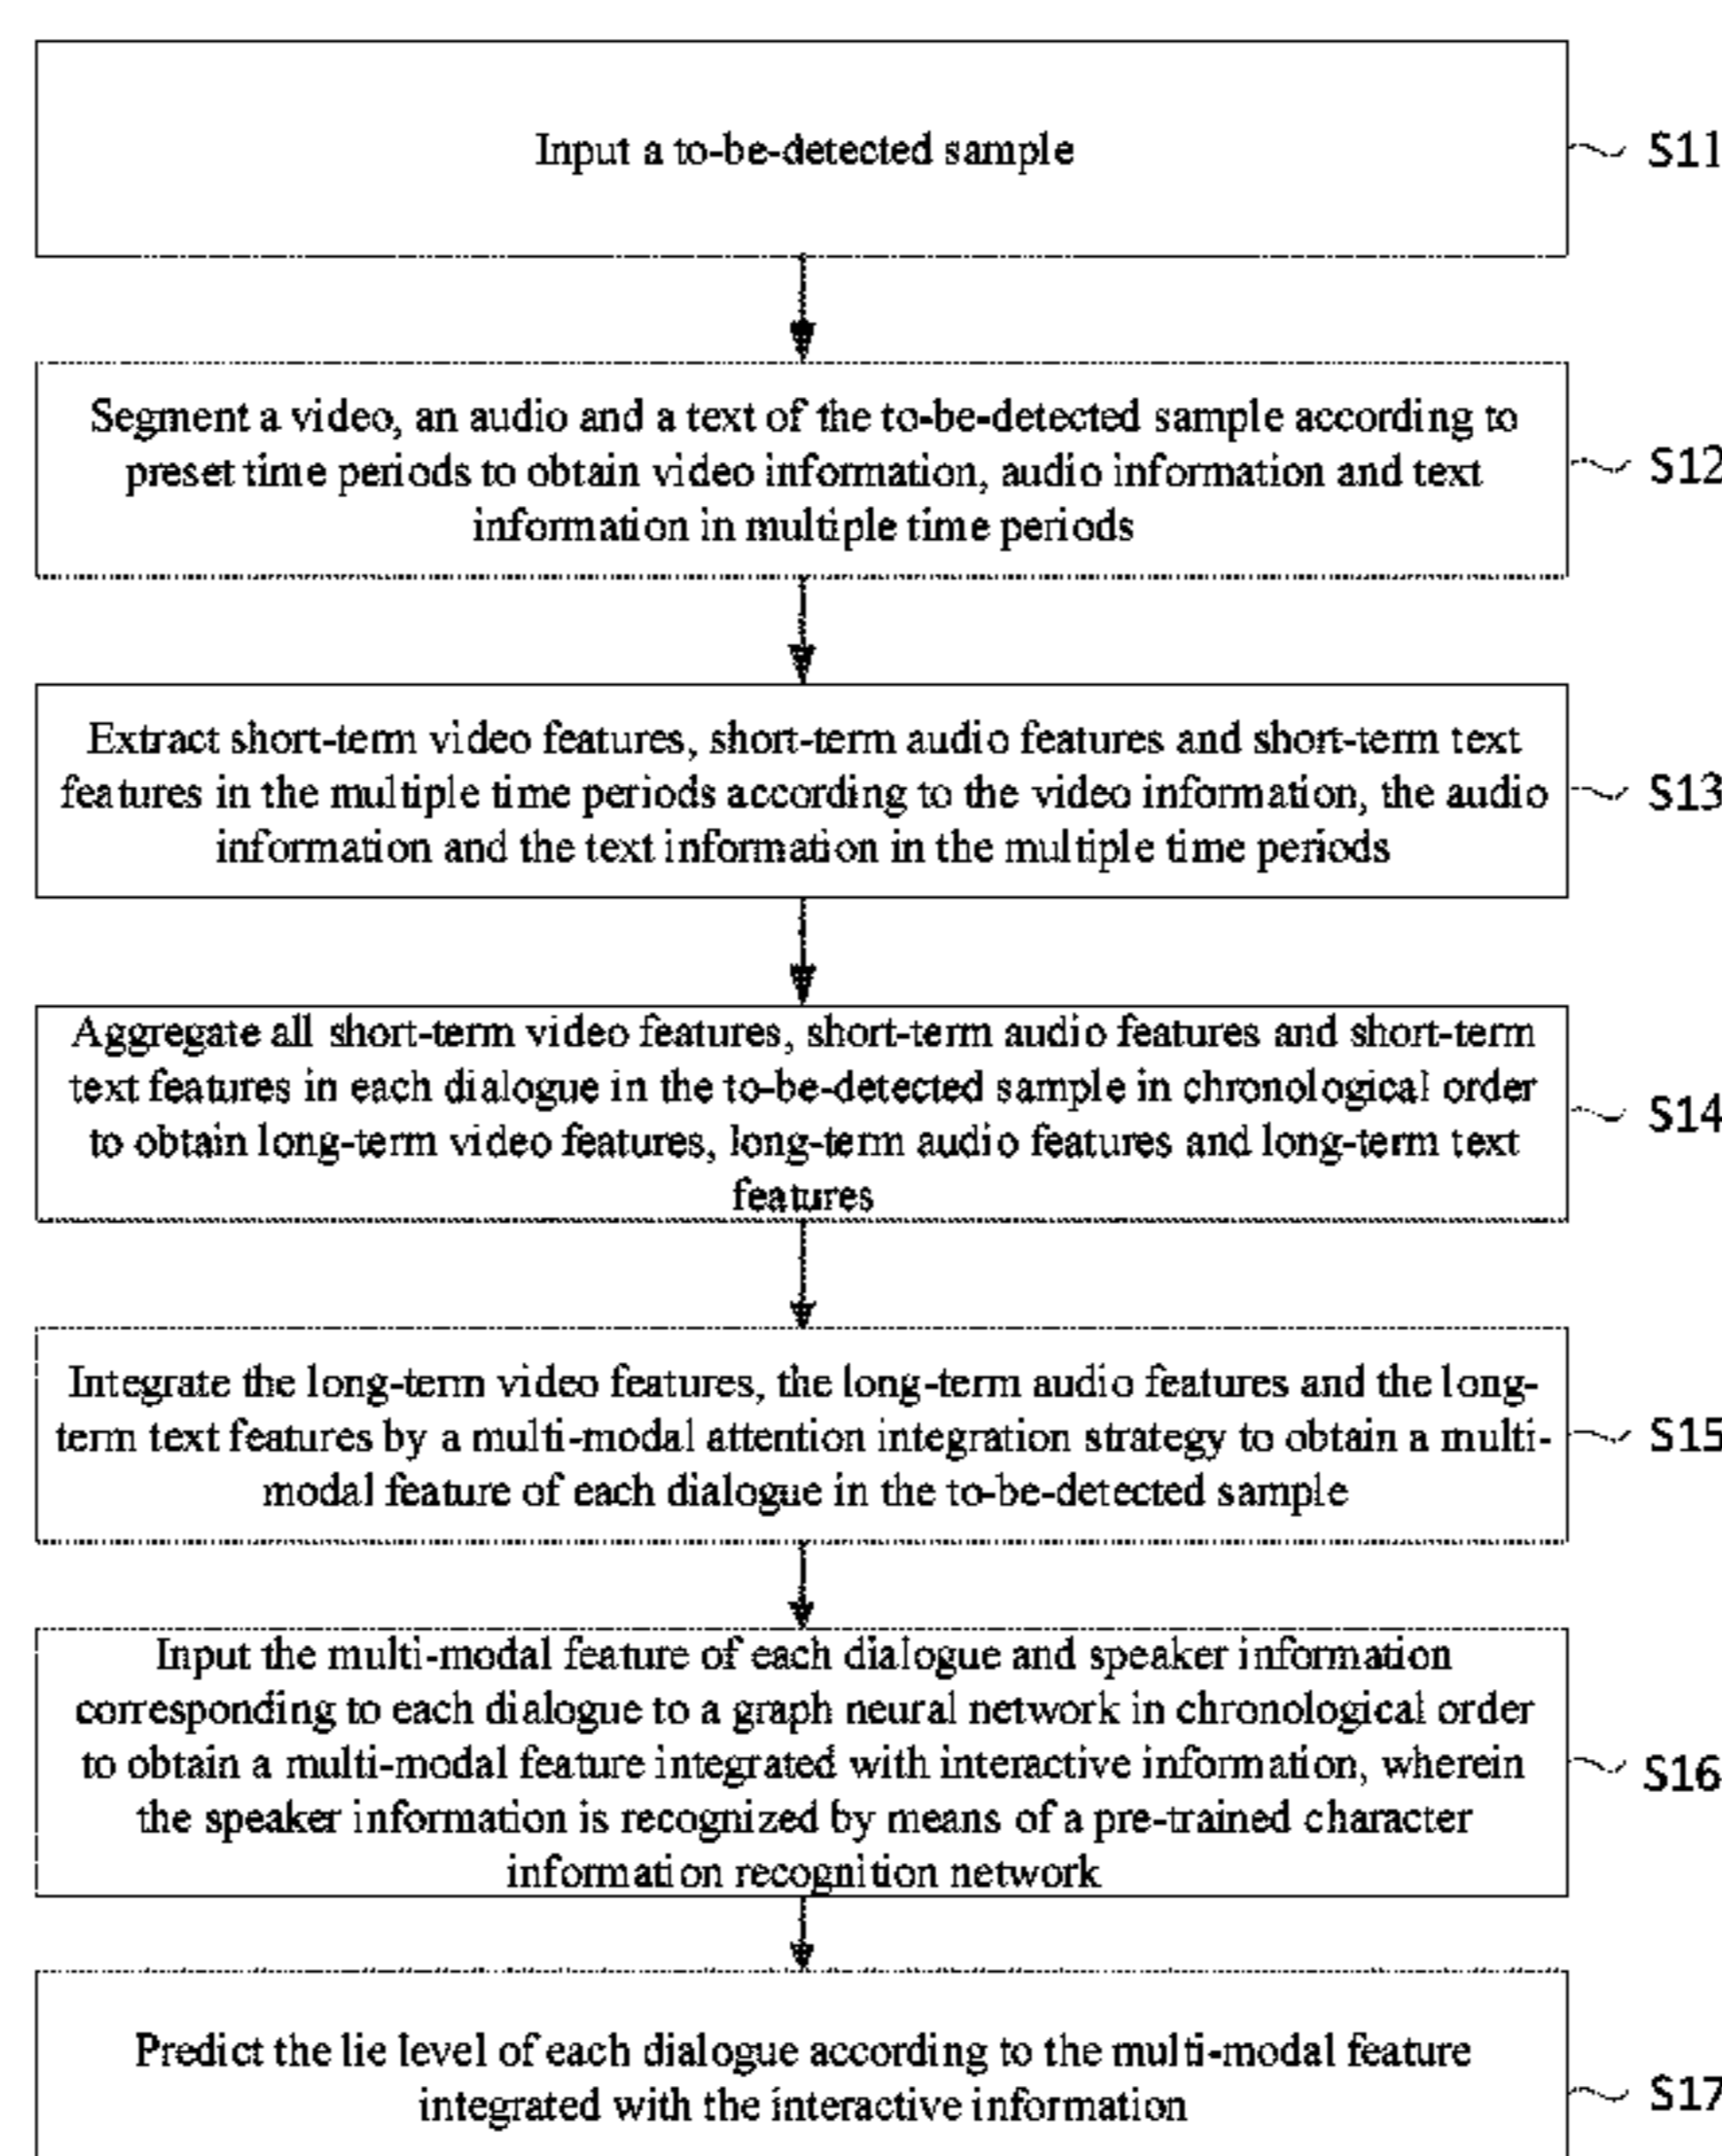 Input a to-be-detected sample
S11
Segment a video, an audio and a text of the to-be-detected sample according to
preset time periods to obtain video information, audio information and text
information in multiple time periods
S12
Extract short-term video features, short-term audio features and short-term text
features in the multiple time periods according to the video information, the audio
information and the text information in the multiple time periods
S13
Aggregate all short-term video features, short-term audio features and short-term
text features in each dialogue in the to-be-detected sample in chronological order
to obtain long-term video features, long-term audio features and long-term text
features
S14
Integrate the long-term video features, the long-term audio features and the long-
term text features by a multi-modal attention integration strategy to obtain a multi-
modal feature of each dialogue in the to-be-detected sample
S15
Input the multi-modal feature of each dialogue and speaker information
corresponding to each dialogue to a graph neural network in chronological order
to obtain a multi-modal feature integrated with interactive information, wherein
the speaker information is recognized by means of a pre-trained character
information recognition network
S16
Predict the lie level of each dialogue according to the multi-modal feature
integrated with the interactive information
S17